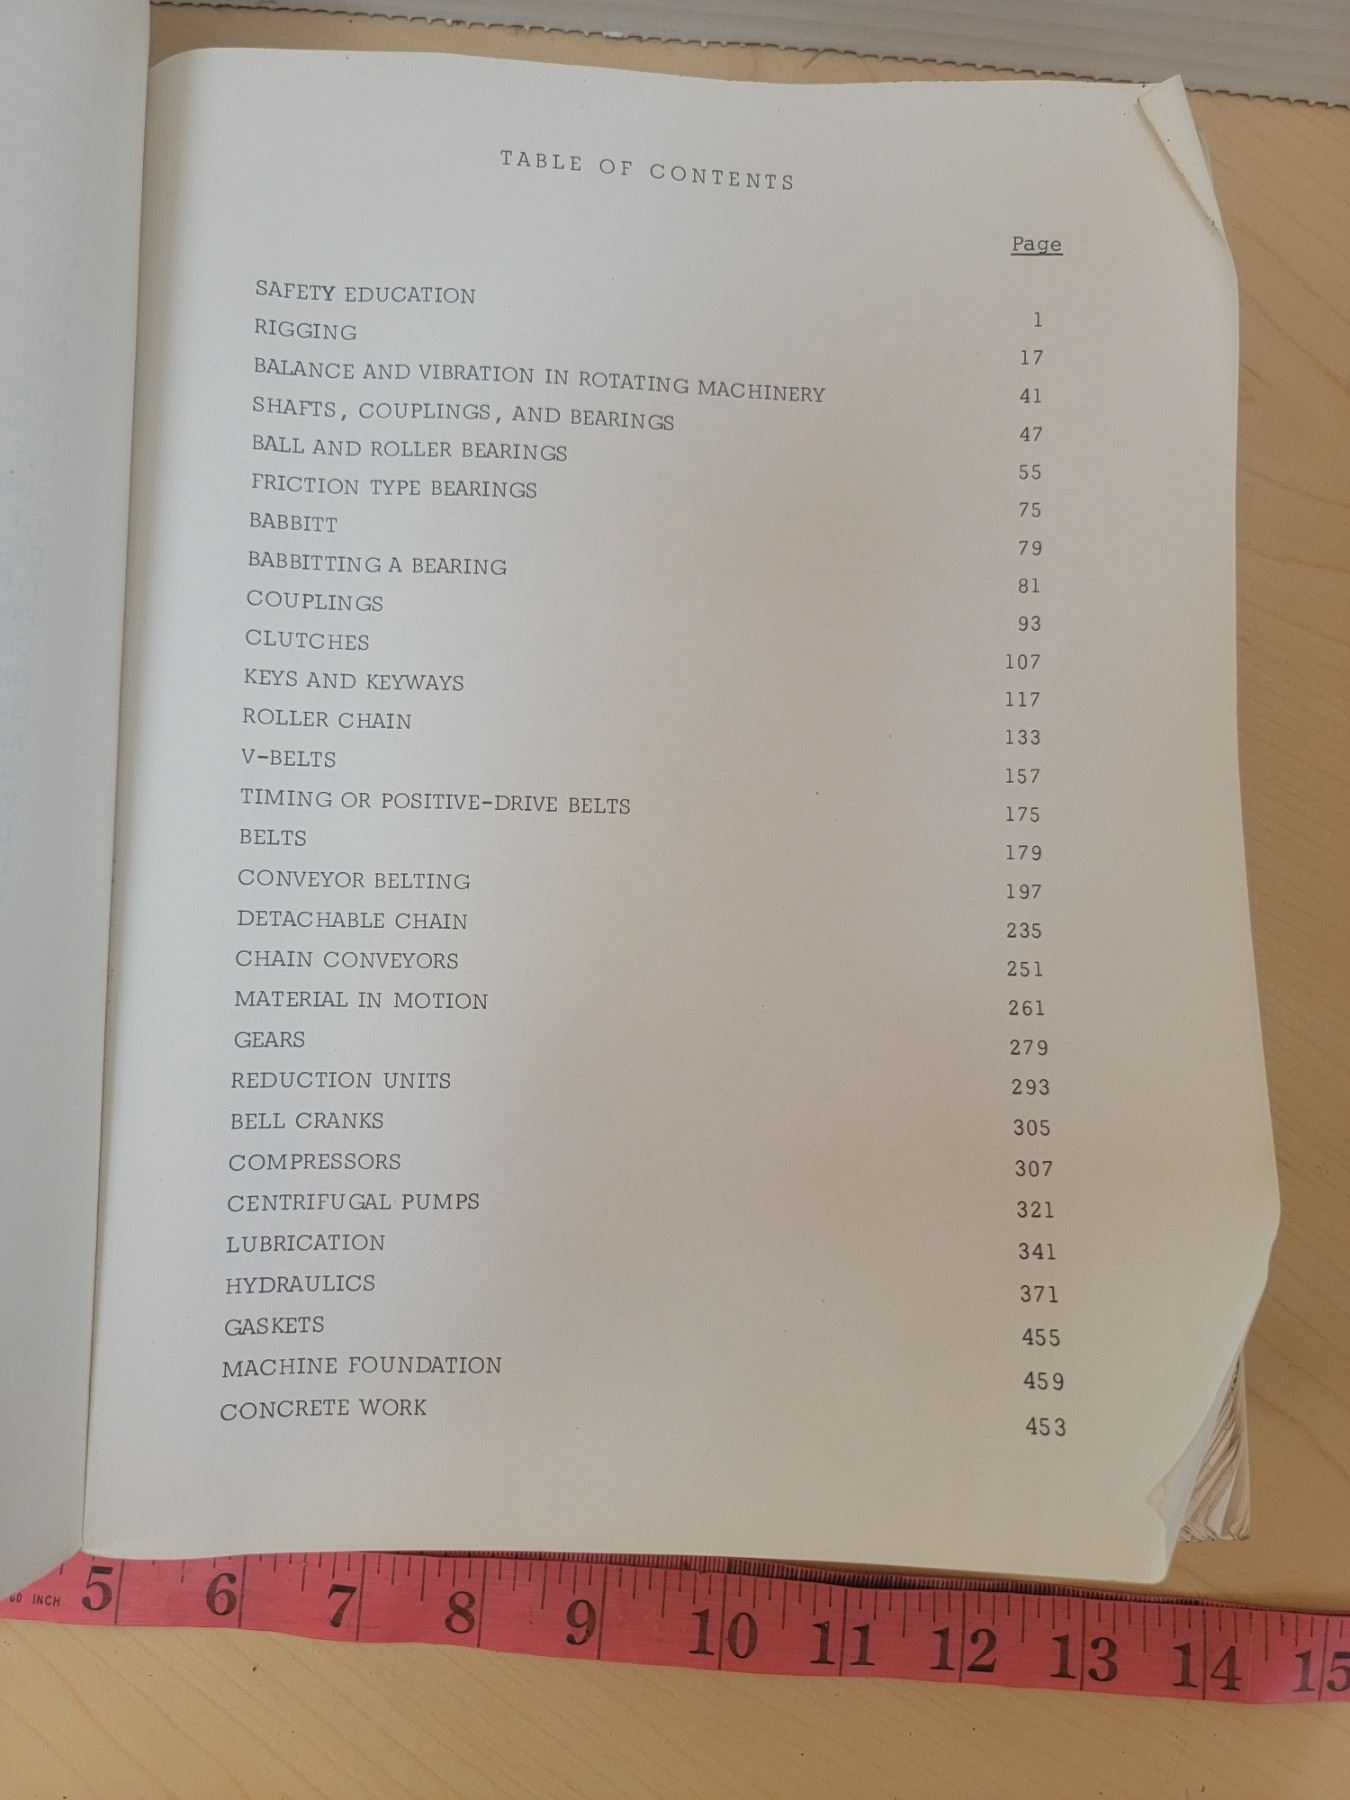 TABLE OF CONTENTS
Page
SAFETY EDUCATION 1
RIGGING 17
BALANCE AND VIBRATION IN ROTATING MACHINERY 41
SHAFTS, COUPLINGS, AND BEARINGS 47
BALL AND ROLLER BEARINGS 55
FRICTION TYPE BEARINGS 75
BABBITT 79
BABBITTING A BEARING 81
COUPLINGS 93
CLUTCHES 107
KEYS AND KEYWAYS 117
ROLLER CHAIN 133
V-BELTS 157
TIMING OR POSITIVE-DRIVE BELTS 175
BELTS 179
CONVEYOR BELTING 197
DETACHABLE CHAIN 235
CHAIN CONVEYORS 251
MATERIAL IN MOTION 261
GEARS 279
REDUCTION UNITS 293
BELL CRANKS 305
COMPRESSORS 307
CENTRIFUGAL PUMPS 321
LUBRICATION 341
HYDRAULICS 371
GASKETS 455
MACHINE FOUNDATION 459
CONCRETE WORK 453
60 INCH 5 6 7 8 9 10 11 12 13 14 15